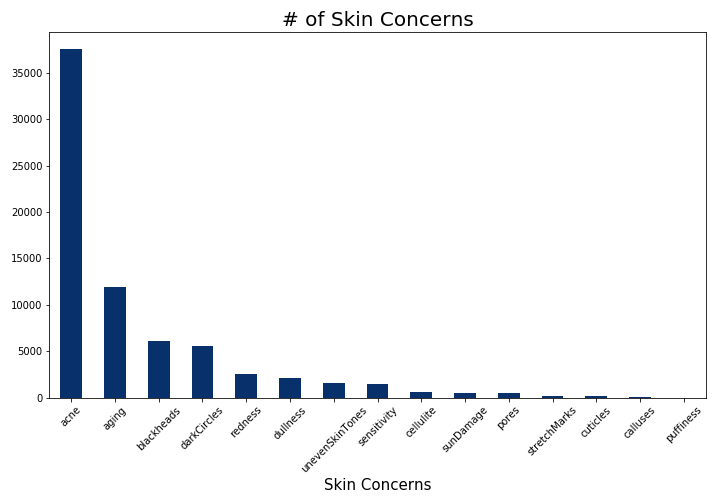 # of Skin Concerns
35000
30000
25000
20000
15000
10000
5000
0
acne
aging
blackheads
darkCircles
redness
dullness
unevenSkinTones
sensitivity
cellulite
sunDamage
pores
stretchMarks
cuticles
calluses
puffiness
Skin Concerns